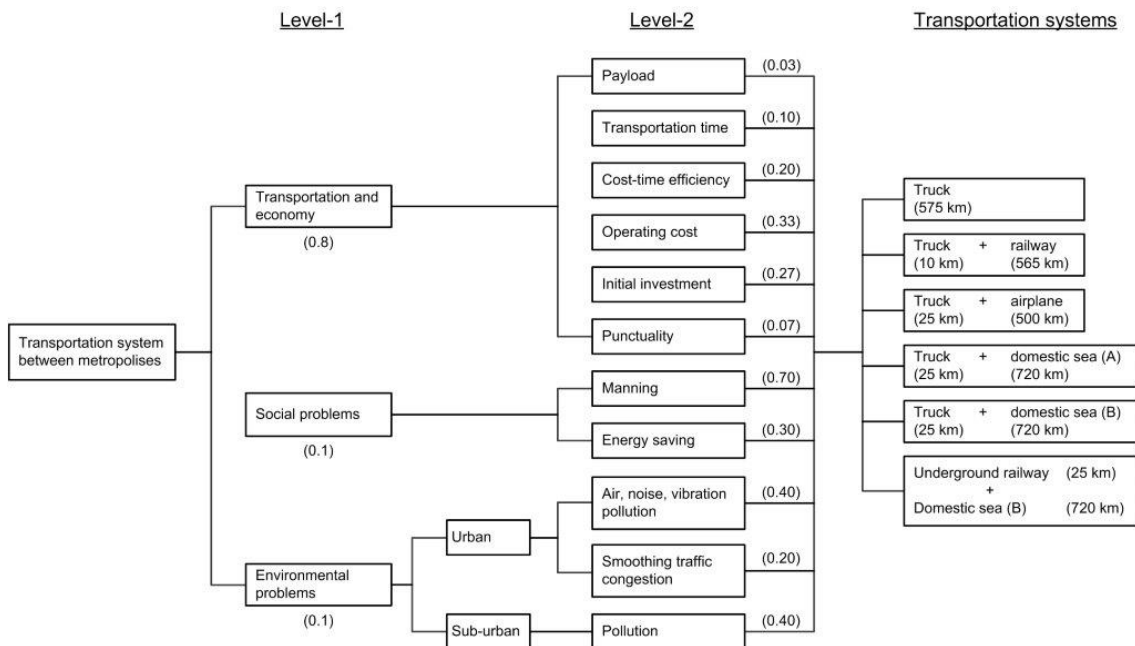 Level-1
Level-2
Transportation systems
Transportation system
between metropolises
Transportation and
economy
(0.8)
Social problems
(0.1)
Environmental
problems
(0.1)
Urban
Sub-urban
Payload
(0.03)
Transportation time
(0.10)
Cost-time efficiency
(0.20)
Operating cost
(0.33)
Initial investment
(0.27)
Punctuality
(0.07)
Manning
(0.70)
Energy saving
(0.30)
Air, noise, vibration
pollution
(0.40)
Smoothing traffic
congestion
(0.20)
Pollution
(0.40)
Truck
(575 km)
Truck + railway
(10 km) (565 km)
Truck + airplane
(25 km) (500 km)
Truck + domestic sea (A)
(25 km) (720 km)
Truck + domestic sea (B)
(25 km) (720 km)
Underground railway (25 km)
+
Domestic sea (B) (720 km)